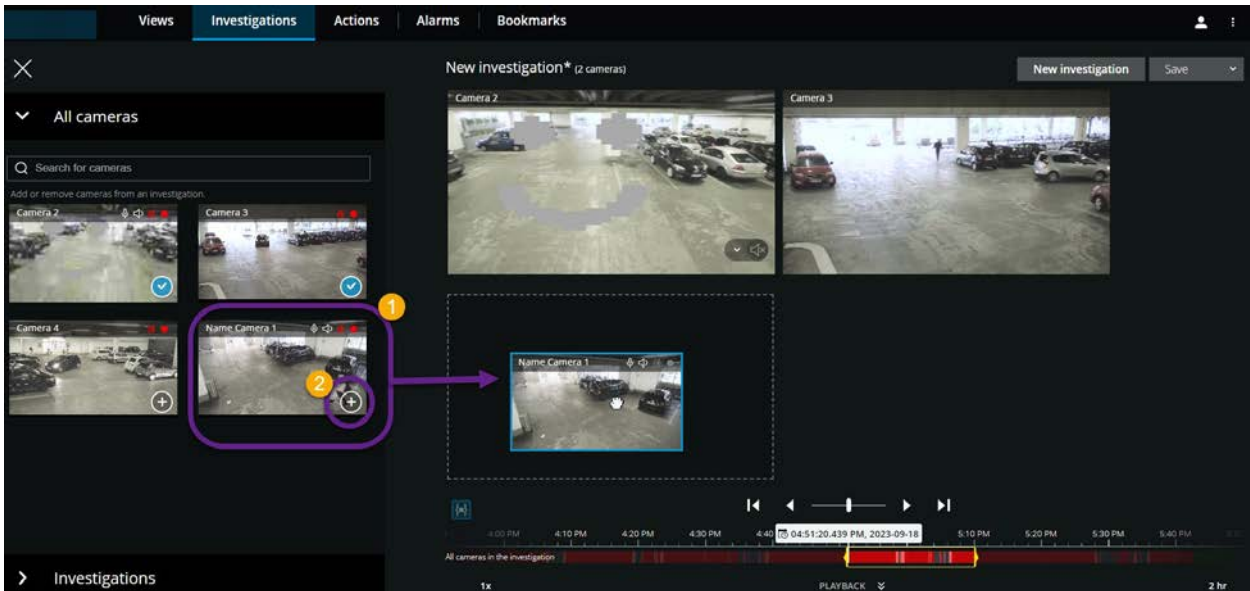 Views Investigations Actions Alarms Bookmarks
New investigation* (2 cameras)
New investigation Save
All cameras
Search for cameras
Add or remove cameras from an investigation.
Camera 2
Camera 3
Camera 4
Name Camera 1
1
2
Camera 2
Camera 3
Name Camera 1
4:00 PM 4:10 PM 4:20 PM 4:30 PM 4:40 04:51:20.439 PM, 2023-09-18 5:10 PM 5:20 PM 5:30 PM 5:40 PM
All cameras in the investigation
Investigations
1x PLAYBACK 2 hr